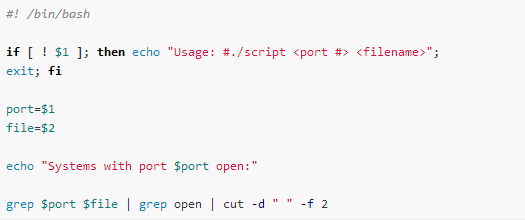 #! /bin/bash
if [ ! $1 ]; then echo "Usage: #./script <port #> <filename>";
exit; fi
port=$1
file=$2
echo "Systems with port $port open:"
grep $port $file | grep open | cut -d " " -f 2